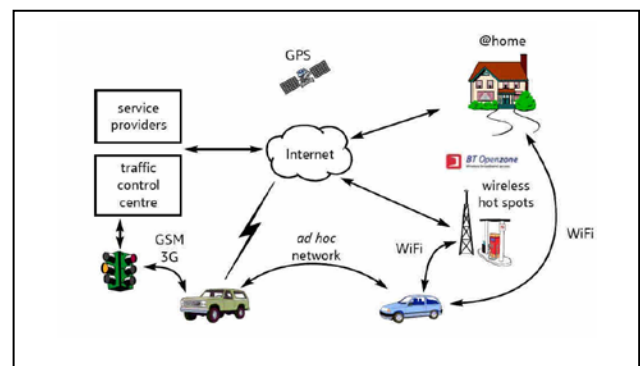 @home
GPS
service
providers
Internet
BT Openzone
traffic
control
centre
wireless
hot spots
GSM
3G
ad hoc
network
WiFi
WiFi